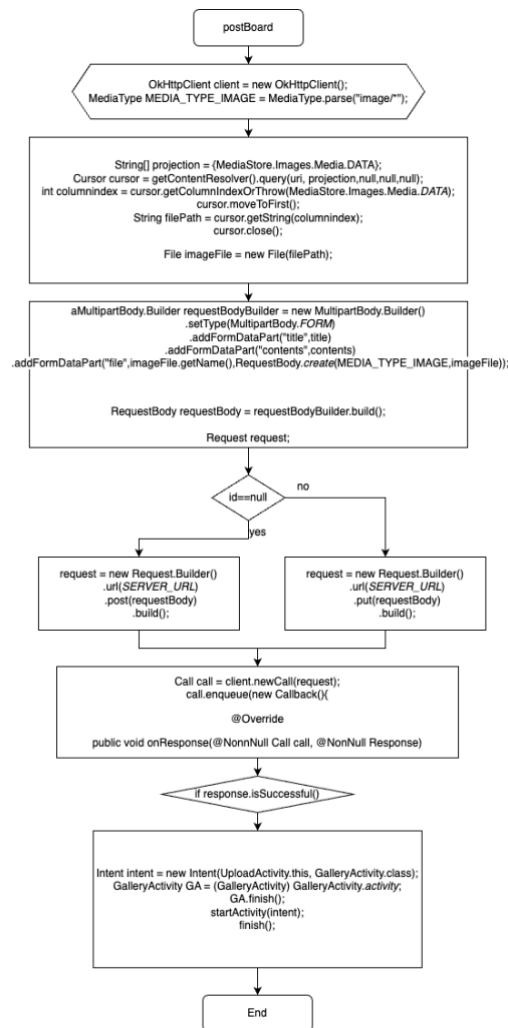 postBoard
OkHttpClient client = new OkHttpClient();
MediaType MEDIA_TYPE_IMAGE = MediaType.parse("image/*");
String[] projection = {MediaStore.Images.Media.DATA};
Cursor cursor = getContentResolver().query(uri, projection,null,null,null);
int columnindex = cursor.getColumnIndexOrThrow(MediaStore.Images.Media.DATA);
cursor.moveToFirst();
String filePath = cursor.getString(columnindex);
cursor.close();
File imageFile = new File(filePath);
aMultipartBody.Builder requestBodyBuilder = new MultipartBody.Builder()
.setType(MultipartBody.FORM)
.addFormDataPart("title",title)
.addFormDataPart("contents",contents)
.addFormDataPart("file",imageFile.getName(),RequestBody.create(MEDIA_TYPE_IMAGE,imageFile));
RequestBody requestBody = requestBodyBuilder.build();
Request request;
id==null
no
yes
request = new Request.Builder()
.url(SERVER_URL)
.post(requestBody)
.build();
request = new Request.Builder()
.url(SERVER_URL)
.put(requestBody)
.build();
Call call = client.newCall(request);
call.enqueue(new Callback(){
@Override
public void onResponse(@NonnNull Call call, @NonNull Response)
if response.isSuccessful()
Intent intent = new Intent(UploadActivity.this, GalleryActivity.class);
GalleryActivity GA = (GalleryActivity) GalleryActivity.activity;
GA.finish();
startActivity(intent);
finish();
End